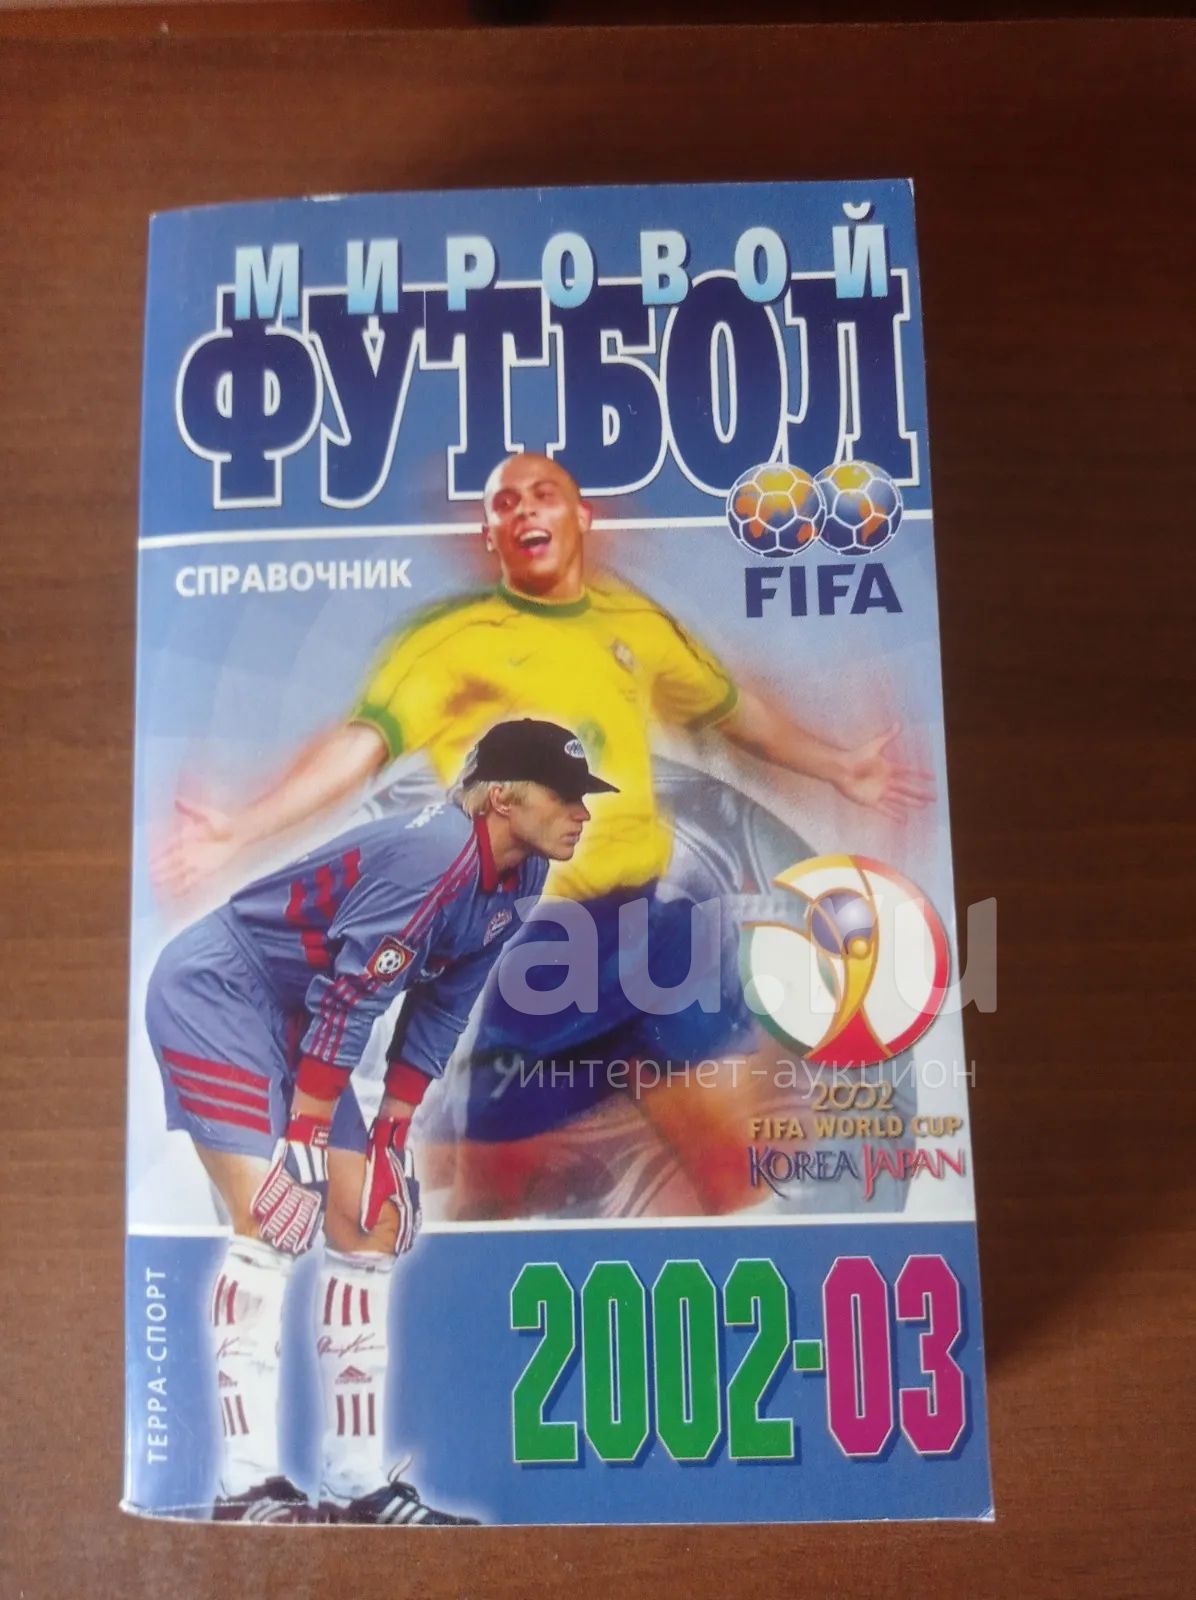 МИРОВОЙ
ФУТБОЛ
СПРАВОЧНИК
FIFA
au.ru
интернет-аукцион
2002
FIFA WORLD CUP
KOREA JAPAN
2002-03
ТЕРРА-СПОРТ